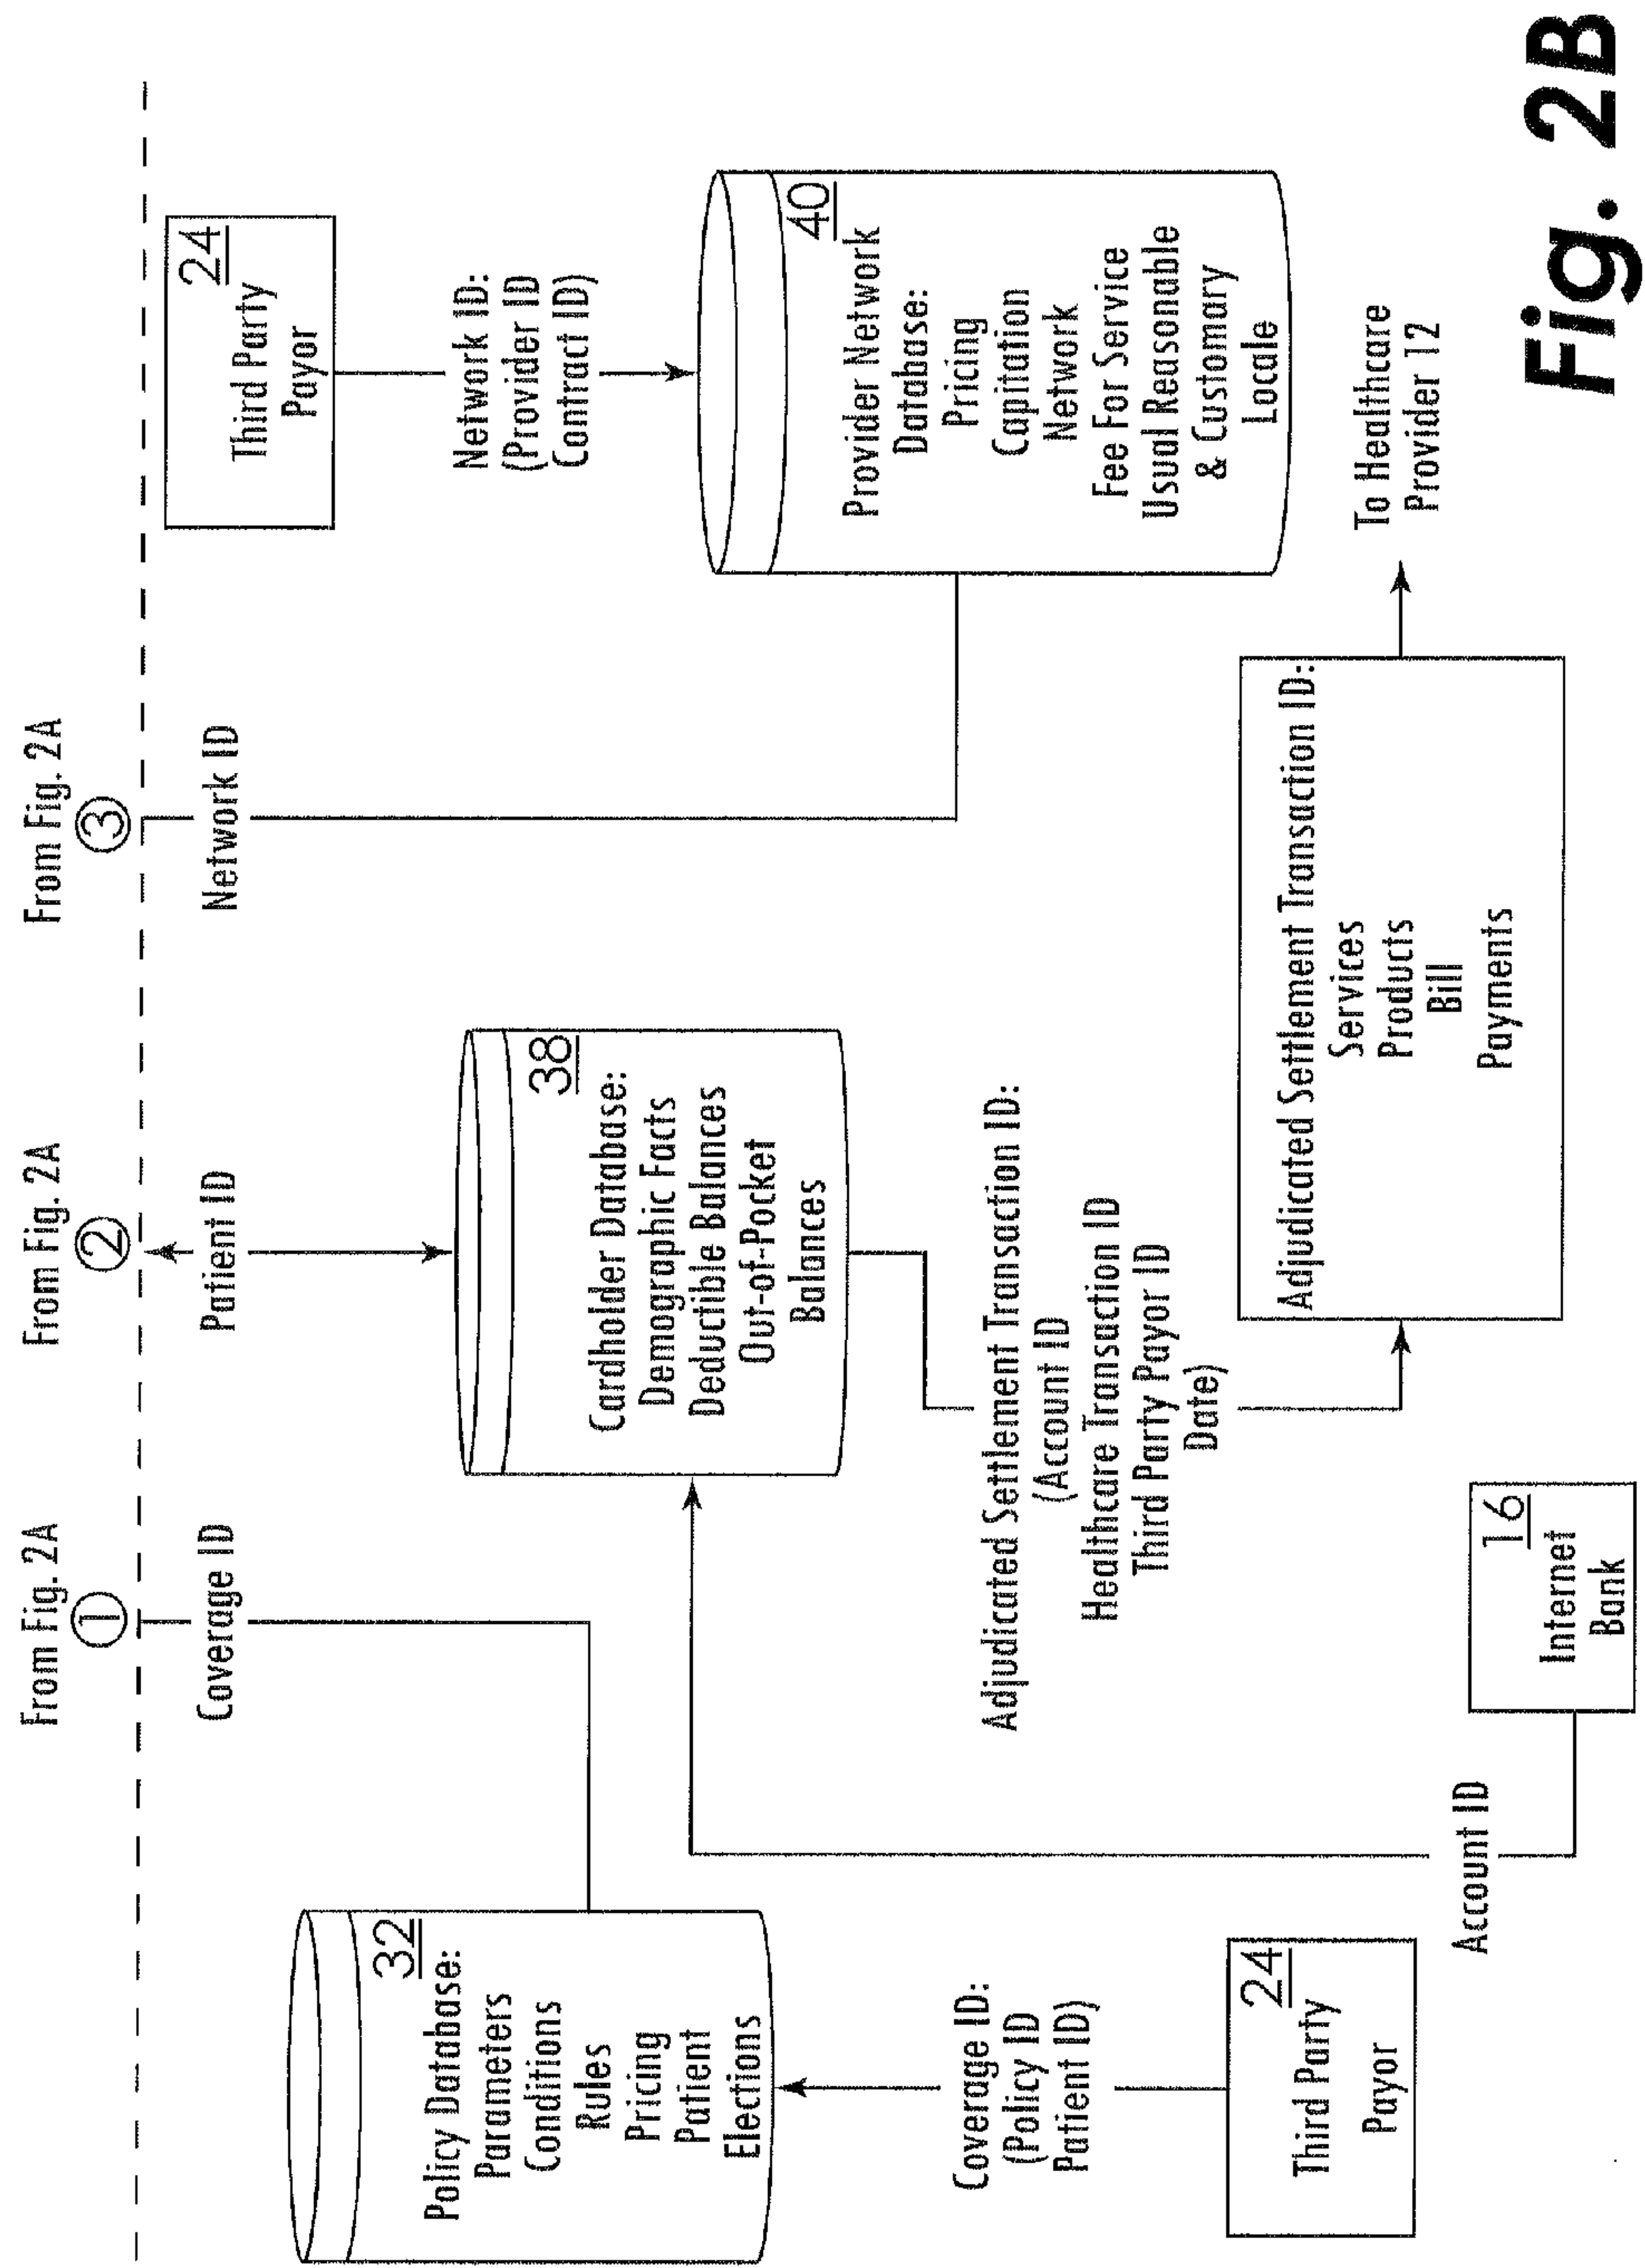 From Fig. 2A
1
Coverage ID
From Fig. 2A
2
Patient ID
From Fig. 2A
3
Network ID
32
Policy Database:
Parameters
Conditions
Rules
Pricing
Patient
Elections
Coverage ID:
(Policy ID
Patient ID)
24
Third Party
Payor
38
Cardholder Database:
Demographic Facts
Deductible Balances
Out-of-Pocket
Balances
Adjudicated Settlement Transaction ID:
(Account ID
Healthcare Transaction ID
Third Party Payor ID
Date)
Account ID
16
Internet
Bank
24
Third Party
Payor
Network ID:
(Provider ID
Contract ID)
40
Provider Network
Database:
Pricing
Capitation
Network
Fee For Service
Usual Reasonable
& Customary
Locale
Adjudicated Settlement Transaction ID:
Services
Products
Bill
Payments
To Healthcare
Provider 12
Fig. 2B